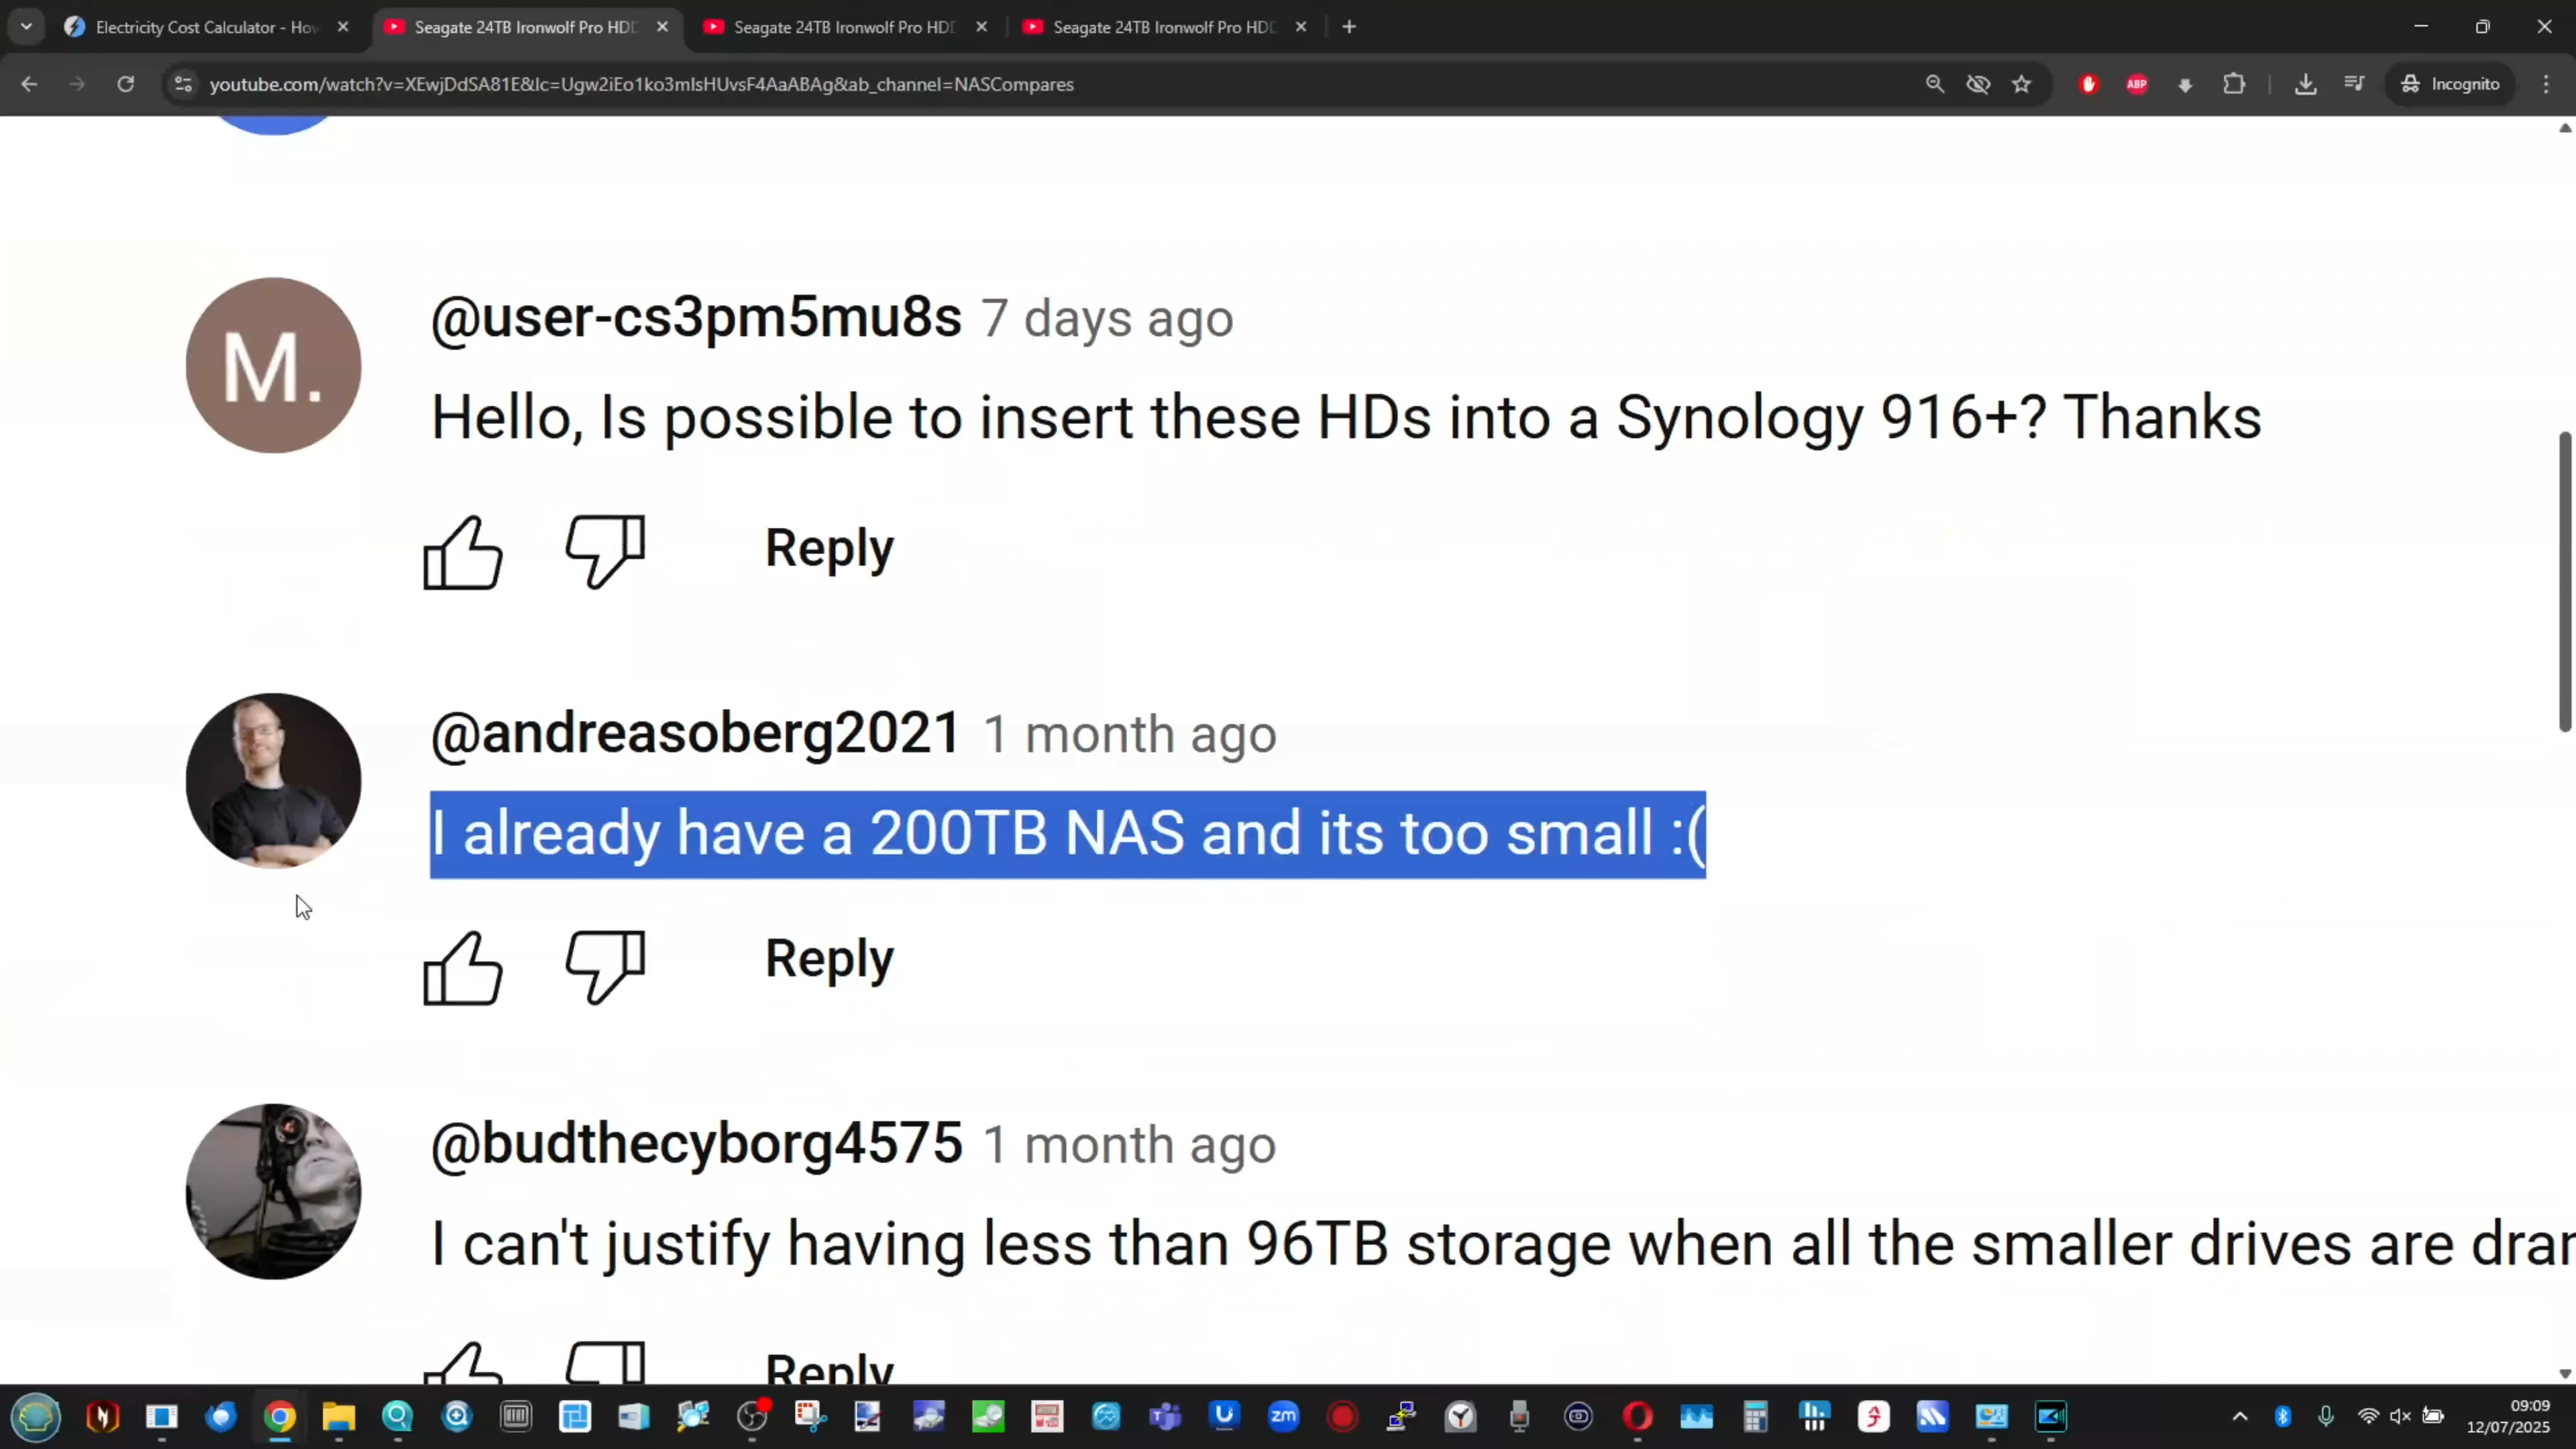 Electricity Cost Calculator - How
Seagate 24TB Ironwolf Pro HDD
Seagate 24TB Ironwolf Pro HDD
Seagate 24TB Ironwolf Pro HDD
youtube.com/watch?v=XEwjDdSA81E&lc=Ugw2iEo1ko3mIsHUvsF4AaABAg&ab_channel=NASCompares
ABP
Incognito
M.
@user-cs3pm5mu8s 7 days ago
Hello, Is possible to insert these HDs into a Synology 916+? Thanks
Reply
@andreasoberg2021 1 month ago
I already have a 200TB NAS and its too small :(
Reply
@budthecyborg4575 1 month ago
I can't justify having less than 96TB storage when all the smaller drives are
Reply
zm
09:09
12/07/2025